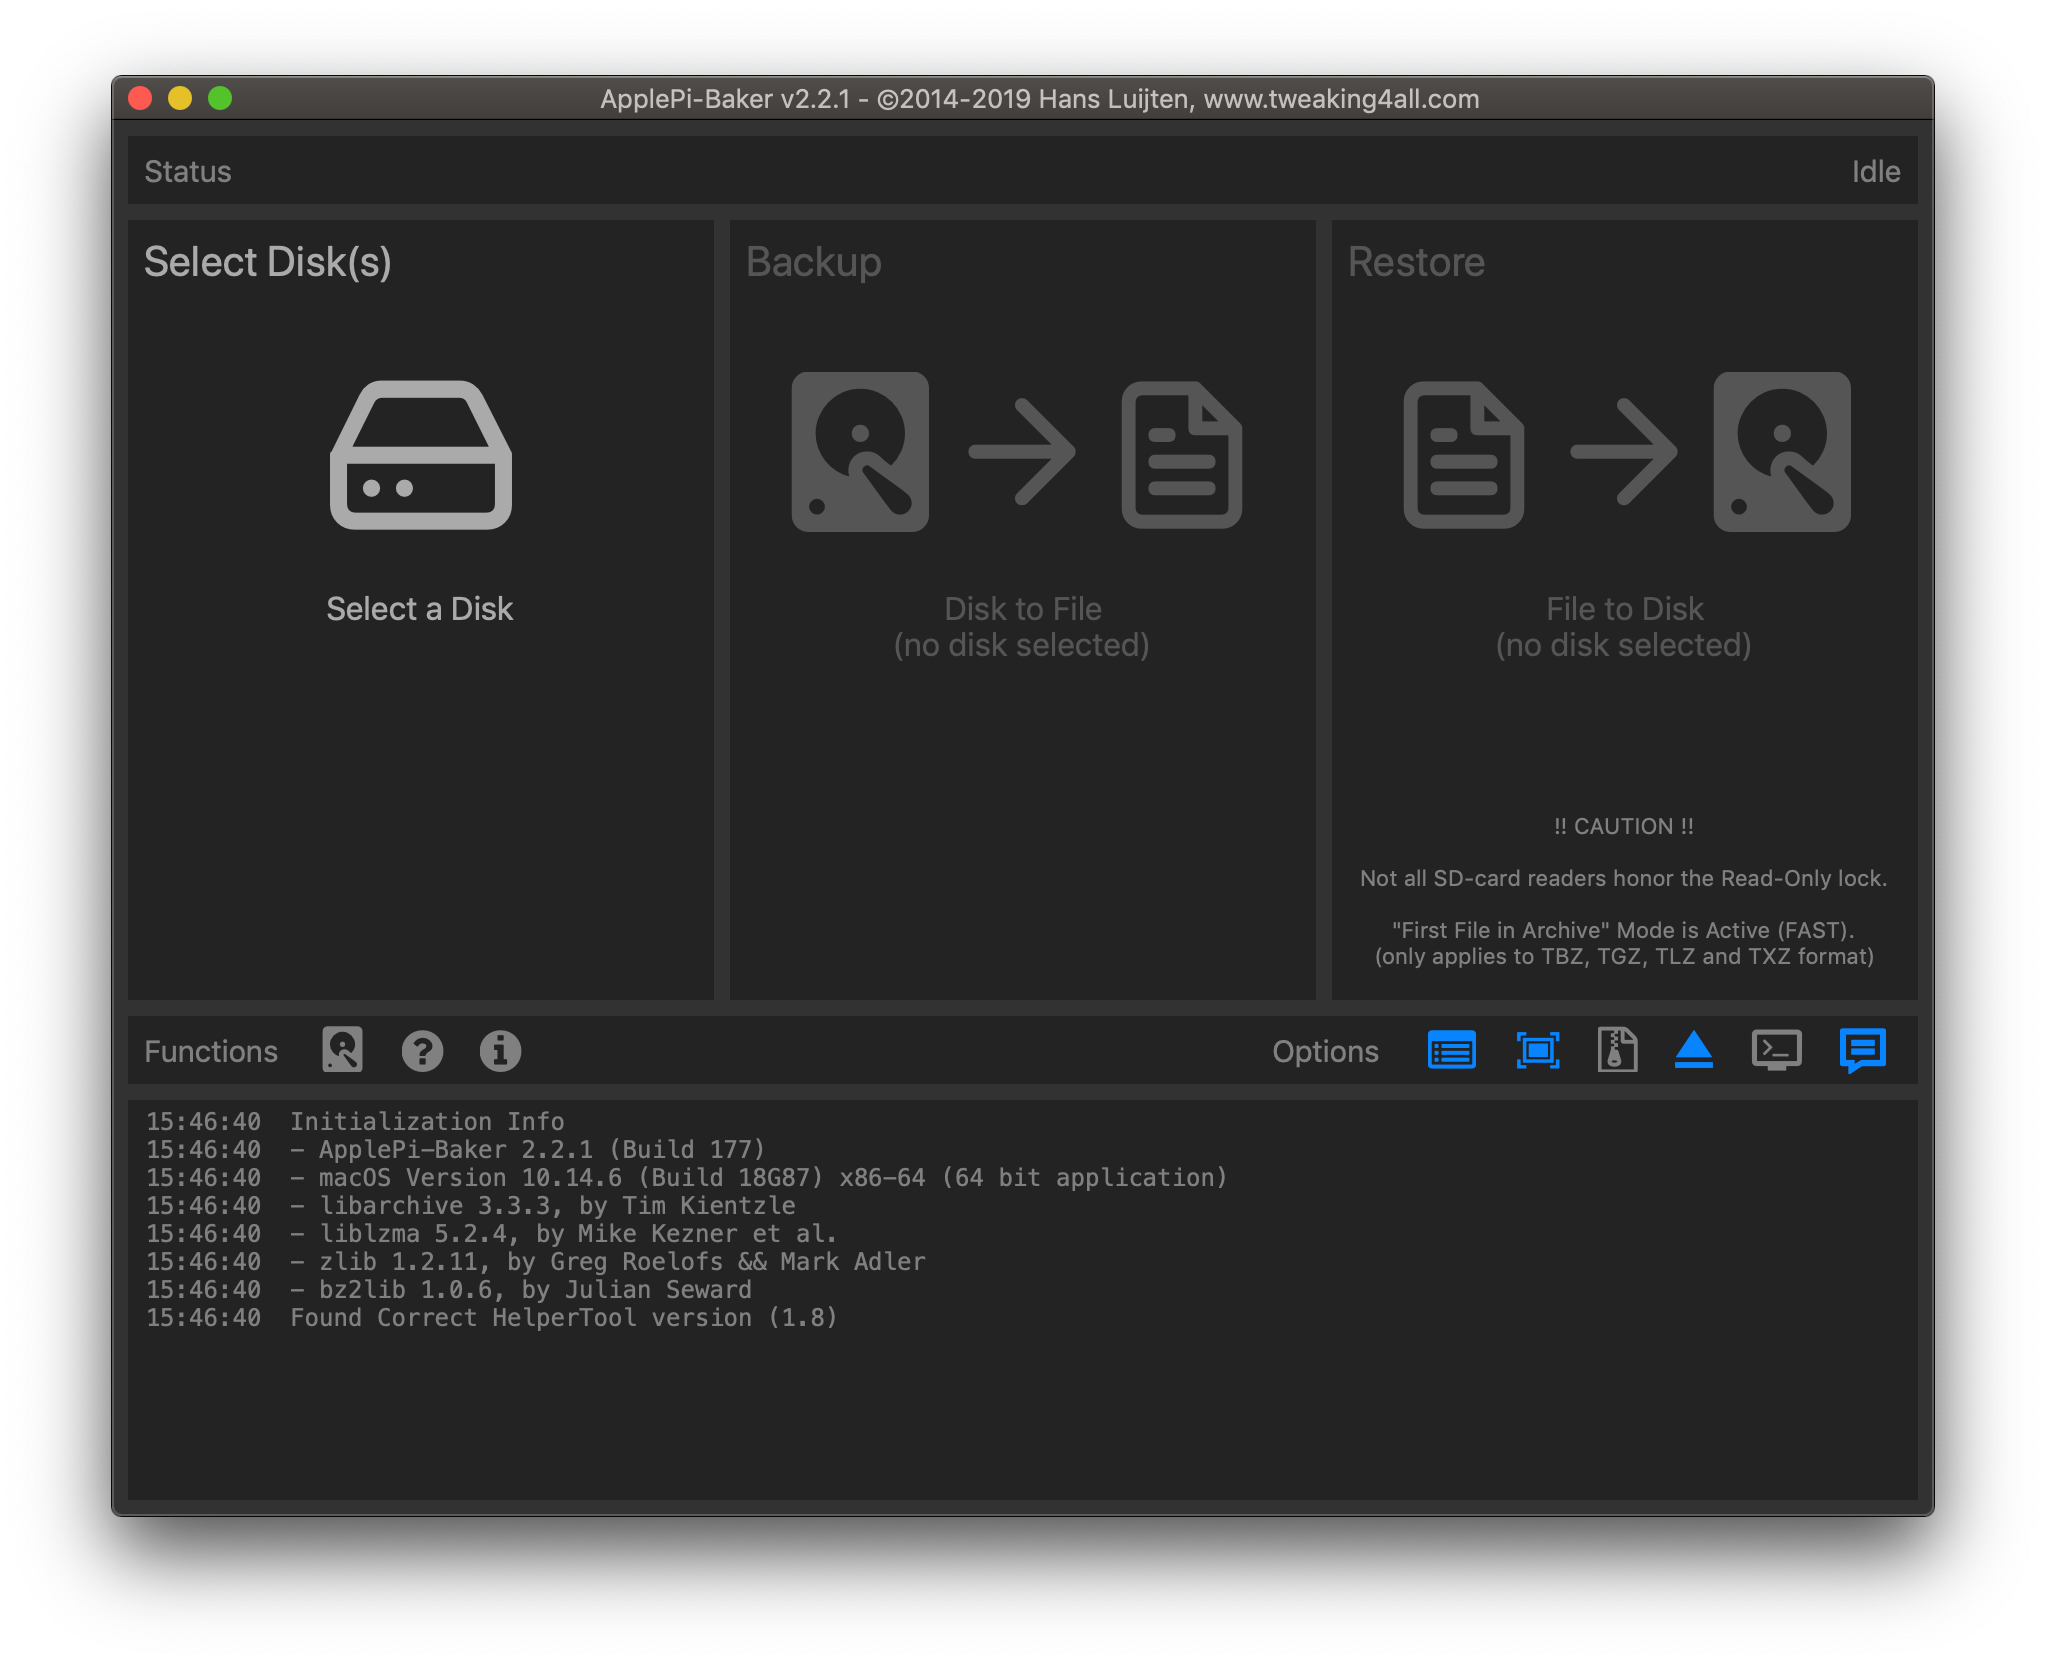 ApplePi-Baker v2.2.1 - ©2014-2019 Hans Luijten, www.tweaking4all.com
Status
Idle
Select Disk(s)
Select a Disk
Backup
Disk to File
(no disk selected)
Restore
File to Disk
(no disk selected)
!! CAUTION !!
Not all SD-card readers honor the Read-Only lock.
"First File in Archive" Mode is Active (FAST).
(only applies to TBZ, TGZ, TLZ and TXZ format)
Functions
Options
15:46:40 Initialization Info
15:46:40 - ApplePi-Baker 2.2.1 (Build 177)
15:46:40 - macOS Version 10.14.6 (Build 18G87) x86-64 (64 bit application)
15:46:40 - libarchive 3.3.3, by Tim Kientzle
15:46:40 - liblzma 5.2.4, by Mike Kezner et al.
15:46:40 - zlib 1.2.11, by Greg Roelofs && Mark Adler
15:46:40 - bz2lib 1.0.6, by Julian Seward
15:46:40 Found Correct HelperTool version (1.8)